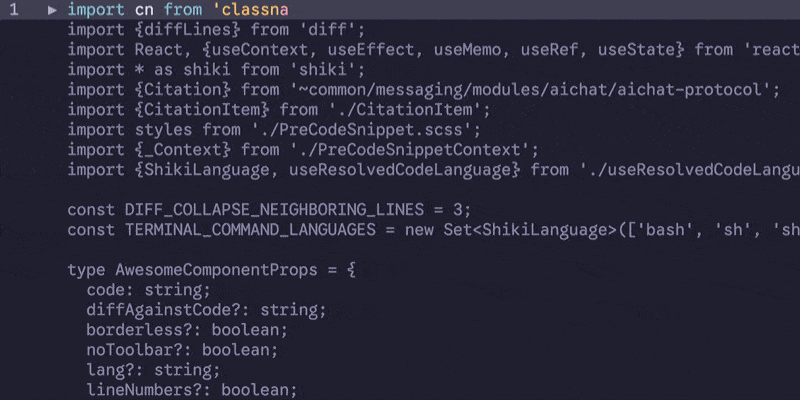 1 ▶ import cn from 'classna
import {diffLines} from 'diff';
import React, {useContext, useEffect, useMemo, useRef, useState} from 'react
import * as shiki from 'shiki';
import {Citation} from '~common/messaging/modules/aichat/aichat-protocol';
import {CitationItem} from './CitationItem';
import styles from './PreCodeSnippet.scss';
import {_Context} from './PreCodeSnippetContext';
import {ShikiLanguage, useResolvedCodeLanguage} from './useResolvedCodeLangu
const DIFF_COLLAPSE_NEIGHBORING_LINES = 3;
const TERMINAL_COMMAND_LANGUAGES = new Set<ShikiLanguage>(['bash', 'sh', 'sh
type AwesomeComponentProps = {
code: string;
diffAgainstCode?: string;
borderless?: boolean;
noToolbar?: boolean;
lang?: string;
lineNumbers?: boolean;